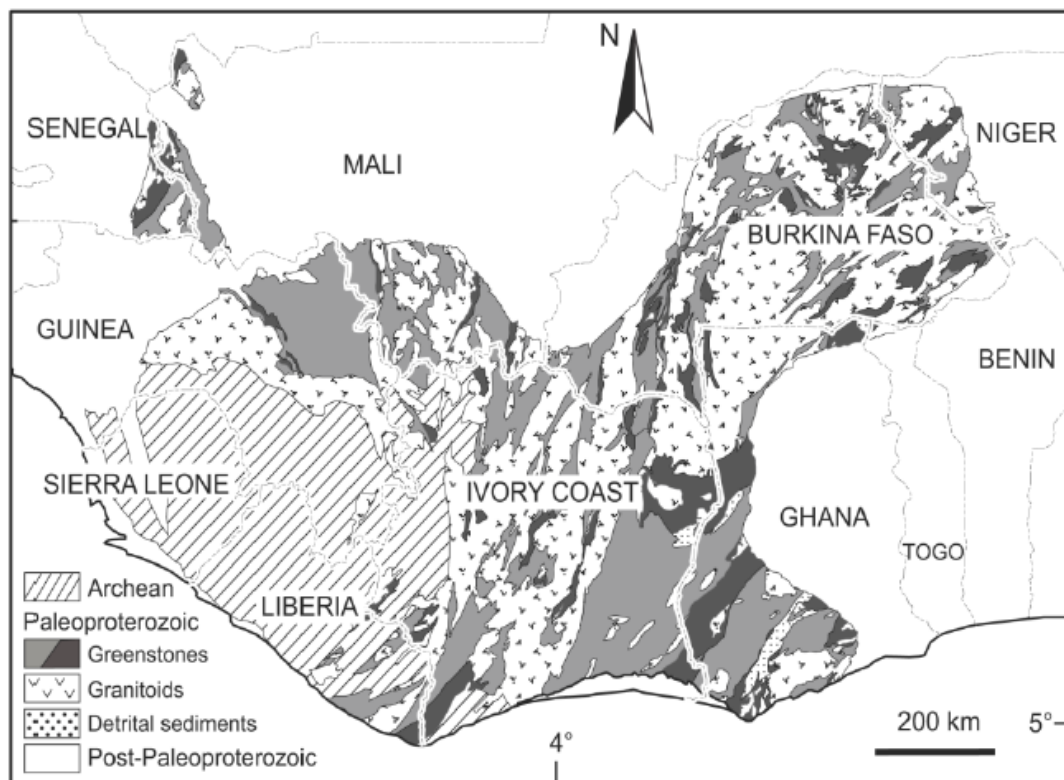 N
SENEGAL
MALI
NIGER
BURKINA FASO
GUINEA
BENIN
SIERRA LEONE
IVORY COAST
GHANA
TOGO
LIBERIA
Archean
Paleoproterozoic
Greenstones
Granitoids
Detrital sediments
Post-Paleoproterozoic
4°
200 km
5°